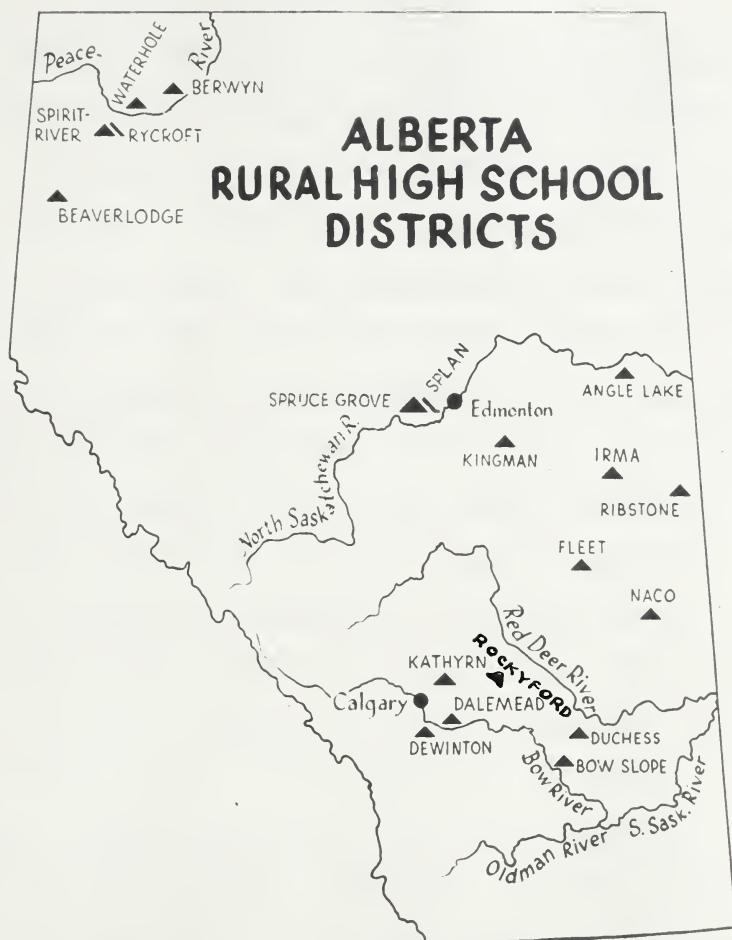 ALBERTA
RURAL HIGH SCHOOL
DISTRICTS
Peace-
River
WATERHOLE
BERWYN
SPIRIT-
RIVER
RYCROFT
BEAVERLODGE
SPLAN
SPRUCE GROVE
Edmonton
ANGLE LAKE
KINGMAN
IRMA
RIBSTONE
North Saskatchewan R.
FLEET
NACO
Red Deer River
ROCKYFORD
KATHYRN
Calgary
DALEMEAD
DEWINTON
DUCHESS
BOW SLOPE
Bow River
Oldman River
S. Sask. River